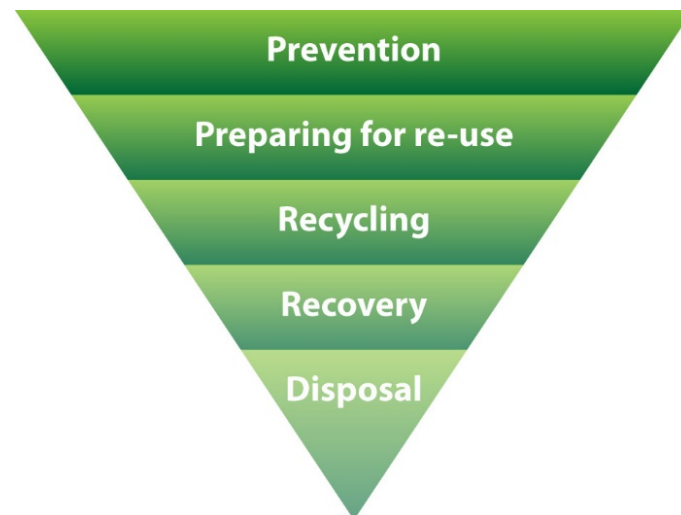 Prevention
Preparing for re-use
Recycling
Recovery
Disposal